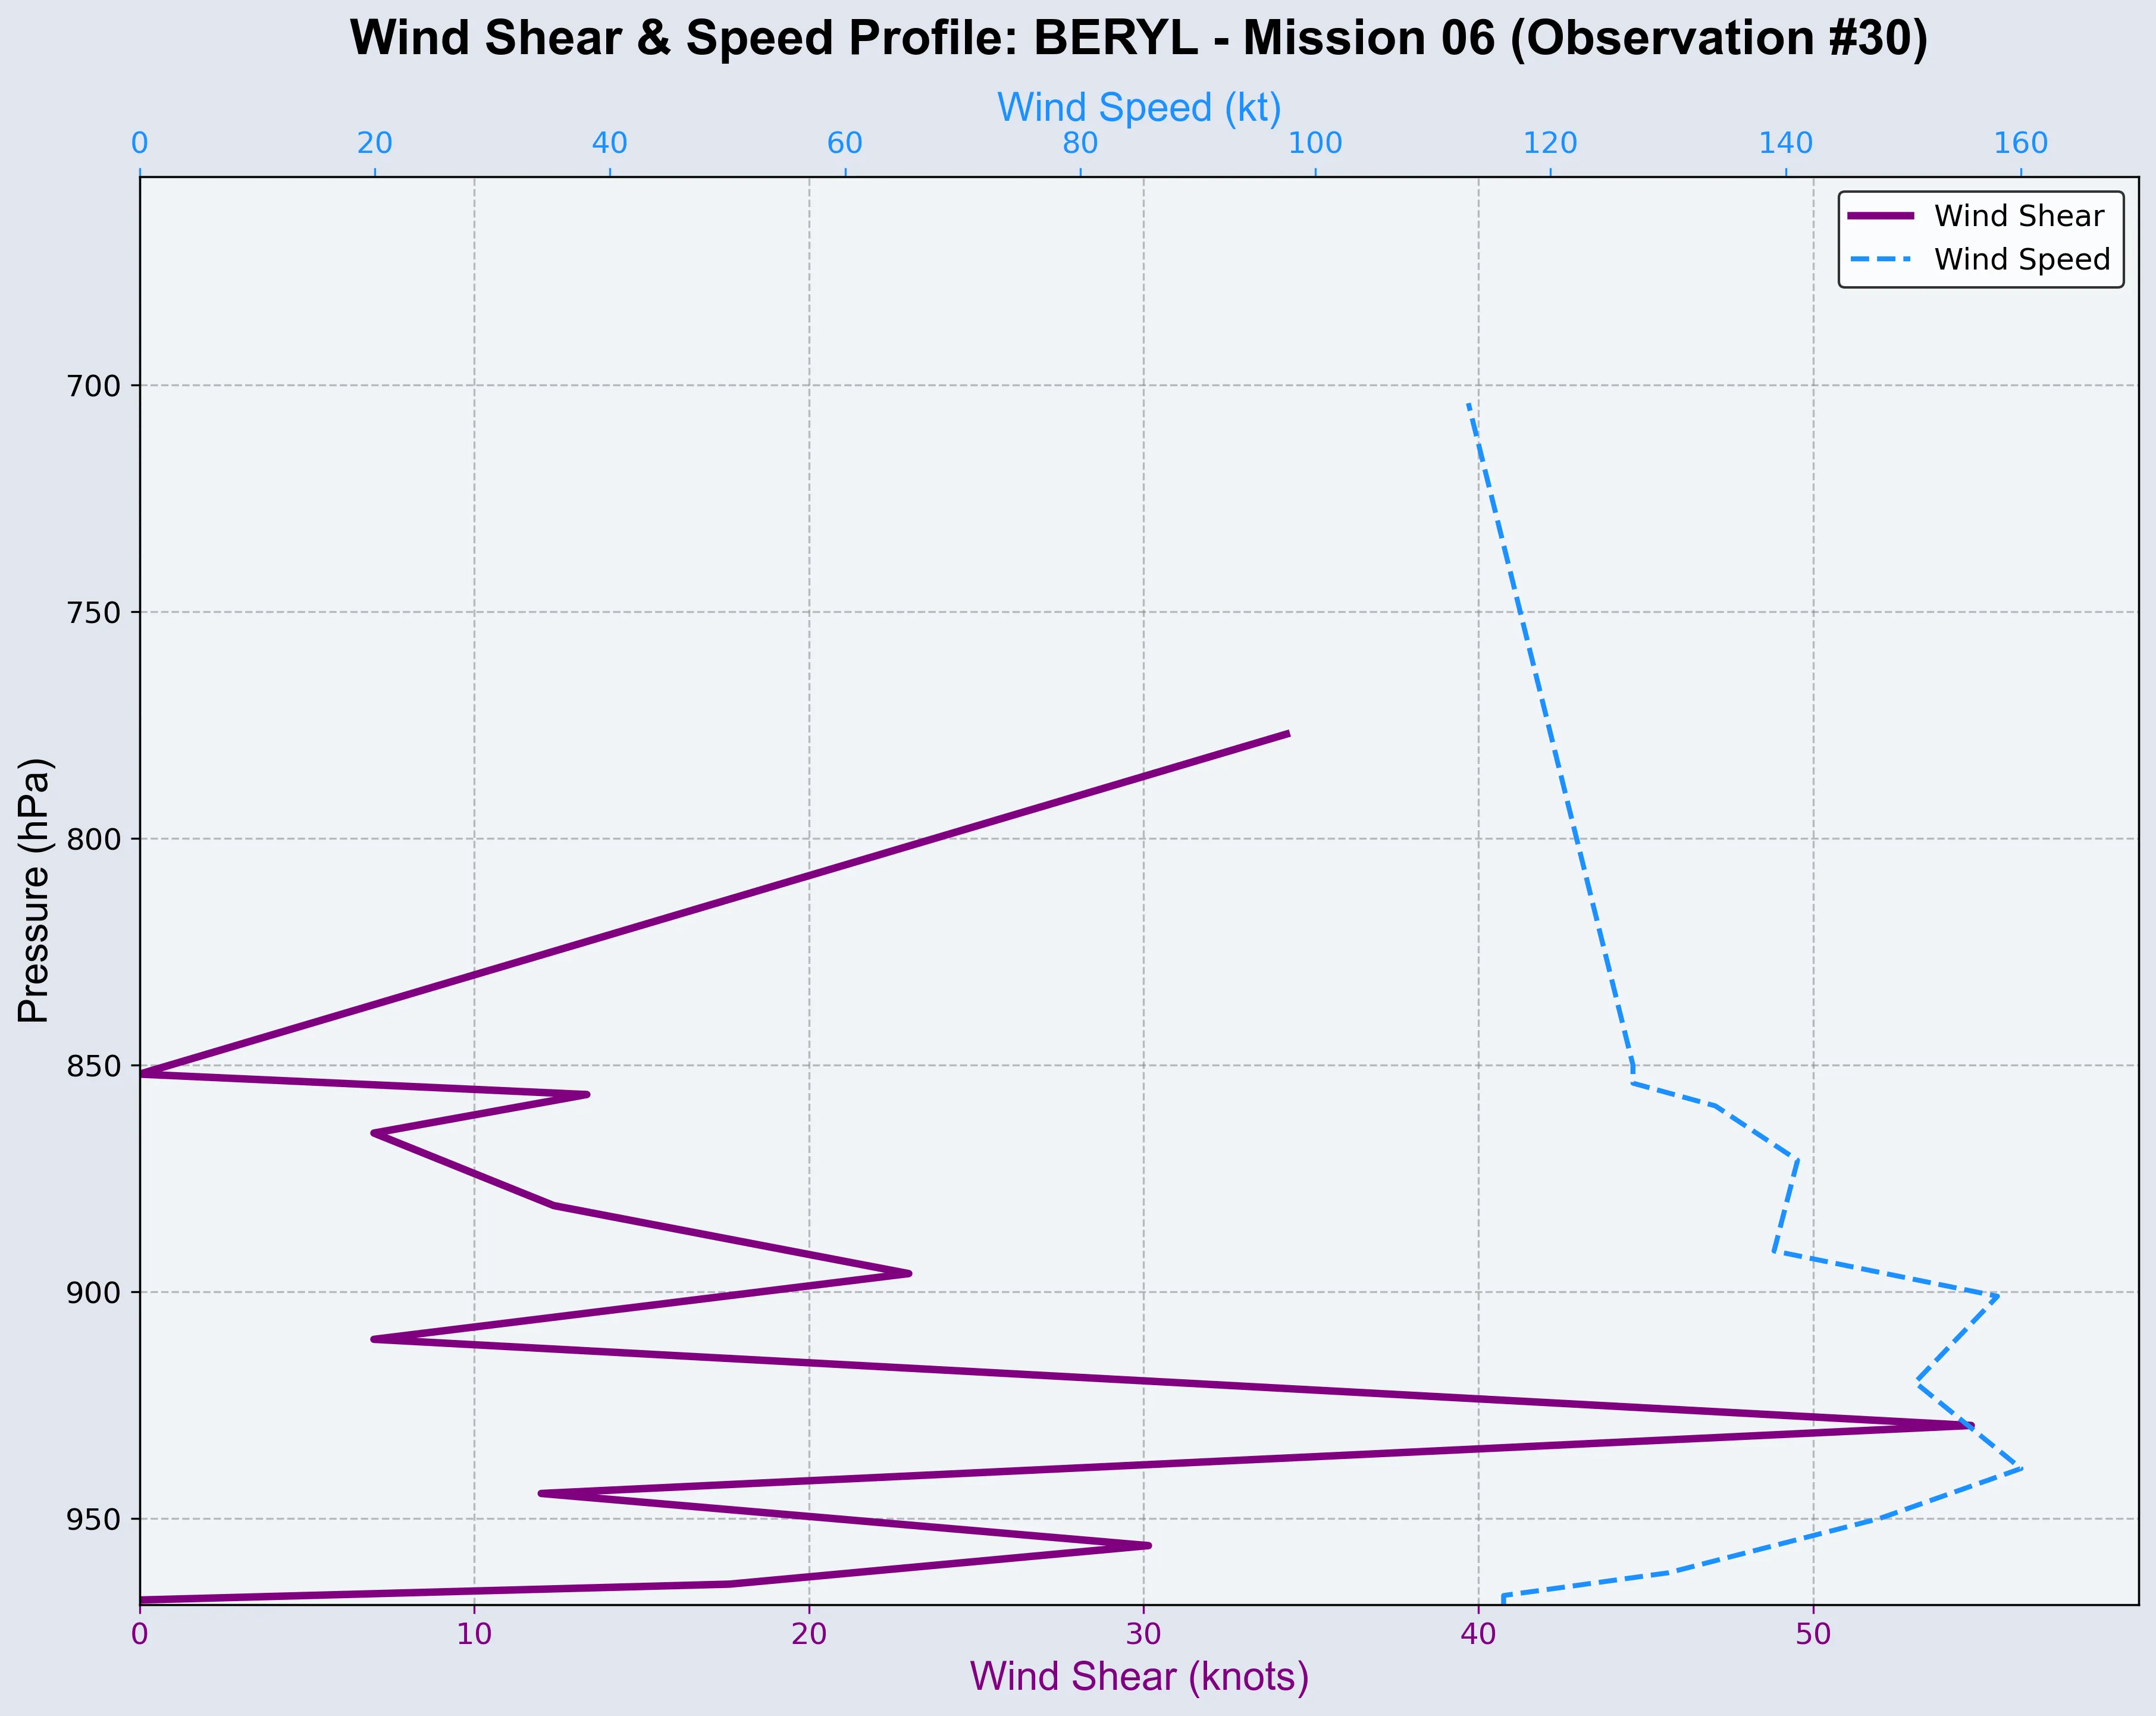 Wind Shear & Speed Profile: BERYL - Mission 06 (Observation #30)
Wind Speed (kt)
0 20 40 60 80 100 120 140 160
Wind Shear
Wind Speed
700
750
800
850
900
950
Pressure (hPa)
0 10 20 30 40 50
Wind Shear (knots)